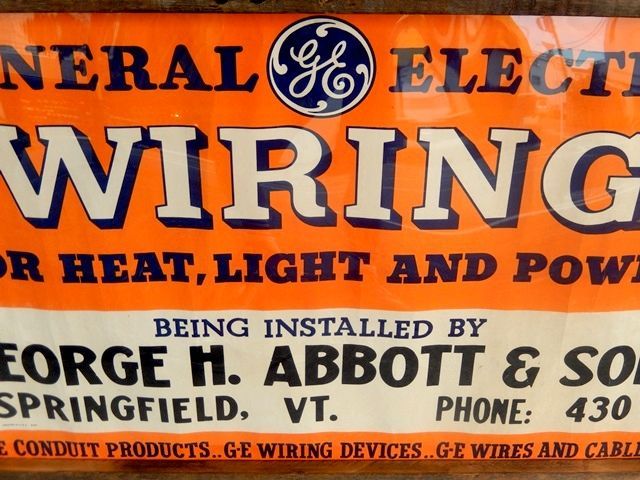 NERAL GE ELECT
WIRING
OR HEAT, LIGHT AND POW
BEING INSTALLED BY
EORGE H. ABBOTT & SO
SPRINGFIELD, VT. PHONE: 430
E CONDUIT PRODUCTS..G-E WIRING DEVICES..G-E WIRES AND CABL